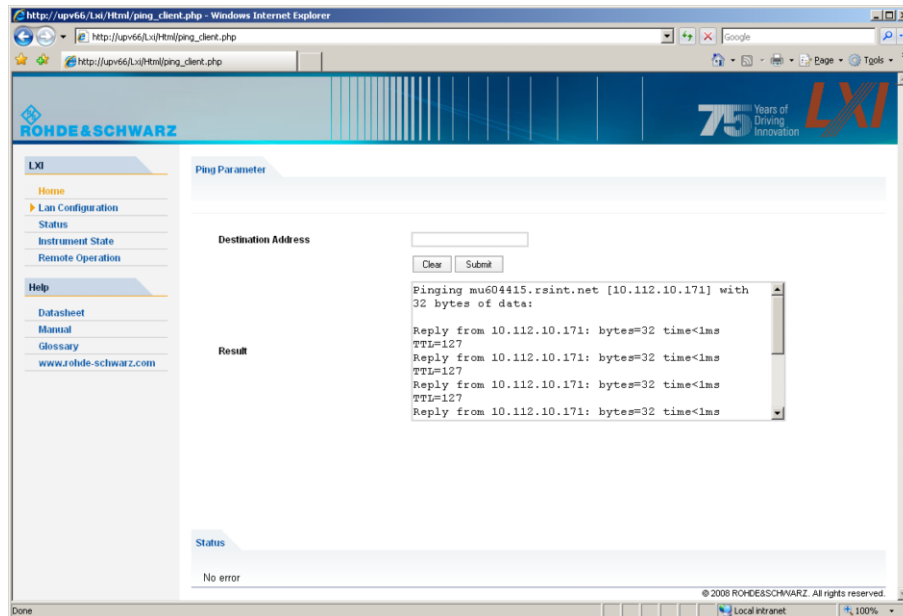 http://upv66/Lxi/Html/ping_client.php - Windows Internet Explorer
http://upv66/Lxi/Html/ping_client.php
Google
http://upv66/Lxi/Html/ping_client.php
Page
Tools
ROHDE&SCHWARZ
75 Years of
Driving
Innovation
LXI
LXI
Home
Lan Configuration
Status
Instrument State
Remote Operation
Help
Datasheet
Manual
Glossary
www.rohde-schwarz.com
Ping Parameter
Destination Address
Clear
Submit
Result
Pinging mu604415.rsint.net [10.112.10.171] with
32 bytes of data:
Reply from 10.112.10.171: bytes=32 time<1ms
TTL=127
Reply from 10.112.10.171: bytes=32 time<1ms
TTL=127
Reply from 10.112.10.171: bytes=32 time<1ms
TTL=127
Reply from 10.112.10.171: bytes=32 time<1ms
Status
No error
© 2008 ROHDE&SCHWARZ. All rights reserved.
Done
Local intranet
100%